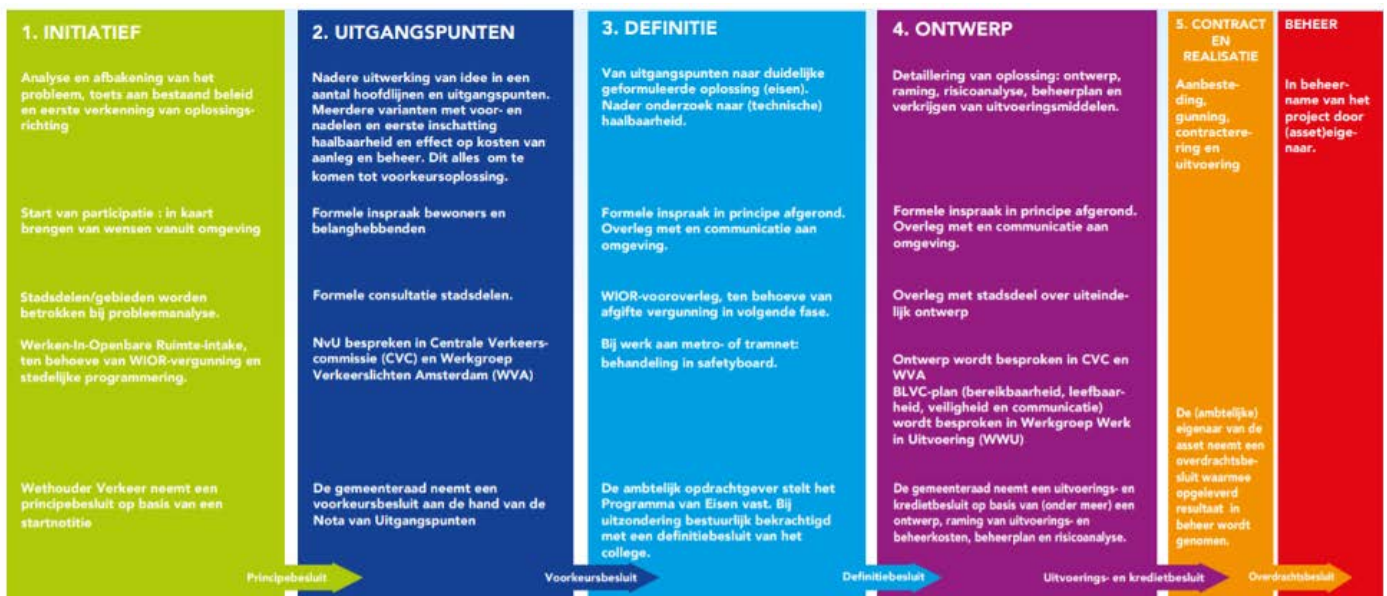 1. INITIATIEF
Analyse en afbakening van het
probleem, toets aan bestaand beleid
en eerste verkenning van oplossings-
richting
Start van participatie : in kaart
brengen van wensen vanuit omgeving
Stadsdelen/gebieden worden
betrokken bij probleemanalyse.
Werken-In-Openbare Ruimte-intake,
ten behoeve van WIOR-vergunning en
stedelijke programmering.
Wethouder Verkeer neemt een
principebesluit op basis van een
startnotitie
Principebesluit
2. UITGANGSPUNTEN
Nadere uitwerking van idee in een
aantal hoofdlijnen en uitgangspunten.
Meerdere varianten met voor- en
nadelen en eerste inschatting
haalbaarheid en effect op kosten van
aanleg en beheer. Dit alles om te
komen tot voorkeursoplossing.
Formele inspraak bewoners en
belanghebbenden
Formele consultatie stadsdelen.
NvU bespreken in Centrale Verkeers-
commissie (CVC) en Werkgroep
Verkeerslichten Amsterdam (WVA)
De gemeenteraad neemt een
voorkeursbesluit aan de hand van de
Nota van Uitgangspunten
Voorkeursbesluit
3. DEFINITIE
Van uitgangspunten naar duidelijke
geformuleerde oplossing (eisen).
Nader onderzoek naar (technische)
haalbaarheid.
Formele inspraak in principe afgerond.
Overleg met en communicatie aan
omgeving.
WIOR-vooroverleg, ten behoeve van
afgifte vergunning in volgende fase.
Bij werk aan metro- of tramnet:
behandeling in safetyboard.
De ambtelijk opdrachtgever stelt het
Programma van Eisen vast. Bij
uitzondering bestuurlijk bekrachtigd
met een definitiebesluit van het
college.
Definitiebesluit
4. ONTWERP
Detaillering van oplossing: ontwerp,
raming, risicoanalyse, beheerplan en
verkrijgen van uitvoeringsmiddelen.
Formele inspraak in principe afgerond.
Overleg met en communicatie aan
omgeving.
Overleg met stadsdeel over uiteinde-
lijk ontwerp
Ontwerp wordt besproken in CVC en
WVA
BLVC-plan (bereikbaarheid, leefbaar-
heid, veiligheid en communicatie)
wordt besproken in Werkgroep Werk
in Uitvoering (WWU)
De gemeenteraad neemt een uitvoerings- en
kredietbesluit op basis van (onder meer) een
ontwerp, raming van uitvoerings- en
beheerkosten, beheerplan en risicoanalyse.
Uitvoerings- en kredietbesluit
5. CONTRACT
EN
REALISATIE
Aanbeste-
ding,
gunning,
contracte-
ring en
uitvoering
De (ambtelijke)
eigenaar van de
asset neemt een
overdrachtsbe-
sluit waarmee
opgeleverd
resultaat in
beheer wordt
genomen.
Overdrachtsbesluit
BEHEER
In beheer-
name van het
project door
(asset)eige-
naar.